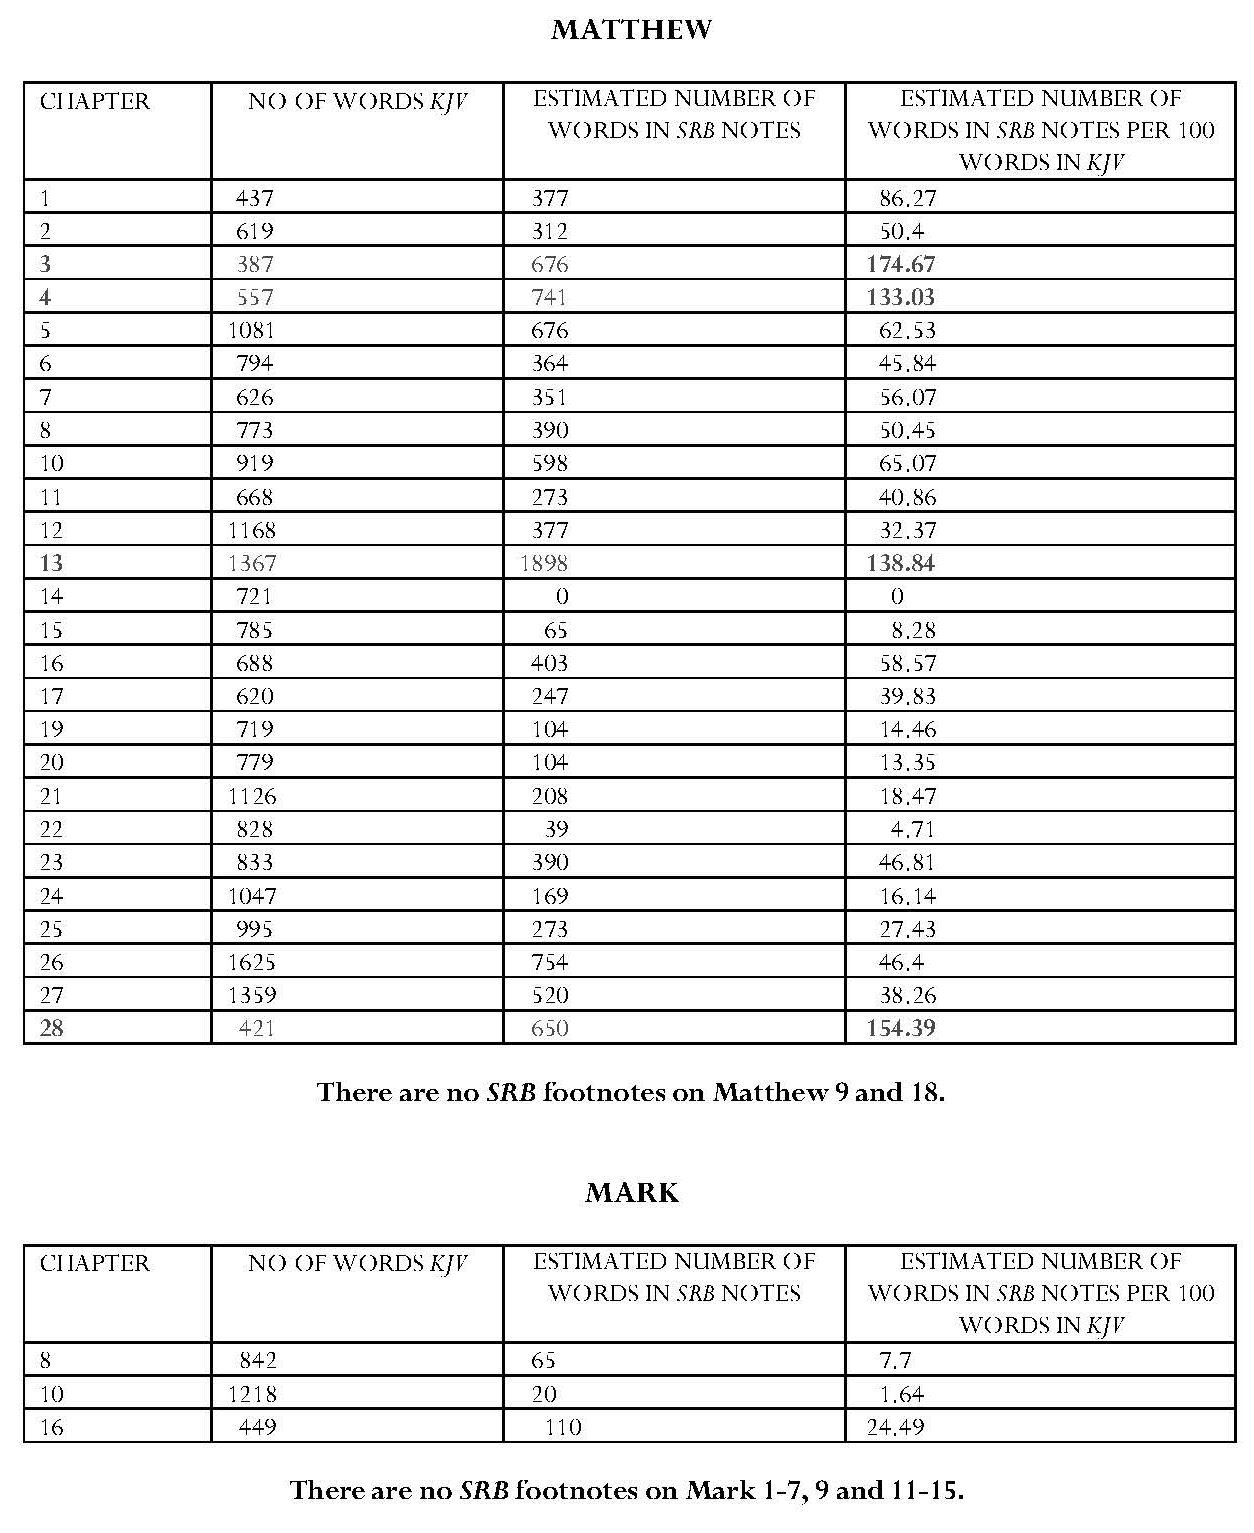 MATTHEW
CHAPTER NO OF WORDS KJV ESTIMATED NUMBER OF WORDS IN SRB NOTES ESTIMATED NUMBER OF WORDS IN SRB NOTES PER 100 WORDS IN KJV
1 437 377 86.27
2 619 312 50.4
3 387 676 174.67
4 557 741 133.03
5 1081 676 62.53
6 794 364 45.84
7 626 351 56.07
8 773 390 50.45
10 919 598 65.07
11 668 273 40.86
12 1168 377 32.37
13 1367 1898 138.84
14 721 0 0
15 785 65 8.28
16 688 403 58.57
17 620 247 39.83
19 719 104 14.46
20 779 104 13.35
21 1126 208 18.47
22 828 39 4.71
23 833 390 46.81
24 1047 169 16.14
25 995 273 27.43
26 1625 754 46.4
27 1359 520 38.26
28 421 650 154.39
There are no SRB footnotes on Matthew 9 and 18.
MARK
CHAPTER NO OF WORDS KJV ESTIMATED NUMBER OF WORDS IN SRB NOTES ESTIMATED NUMBER OF WORDS IN SRB NOTES PER 100 WORDS IN KJV
8 842 65 7.7
10 1218 20 1.64
16 449 110 24.49
There are no SRB footnotes on Mark 1-7, 9 and 11-15.